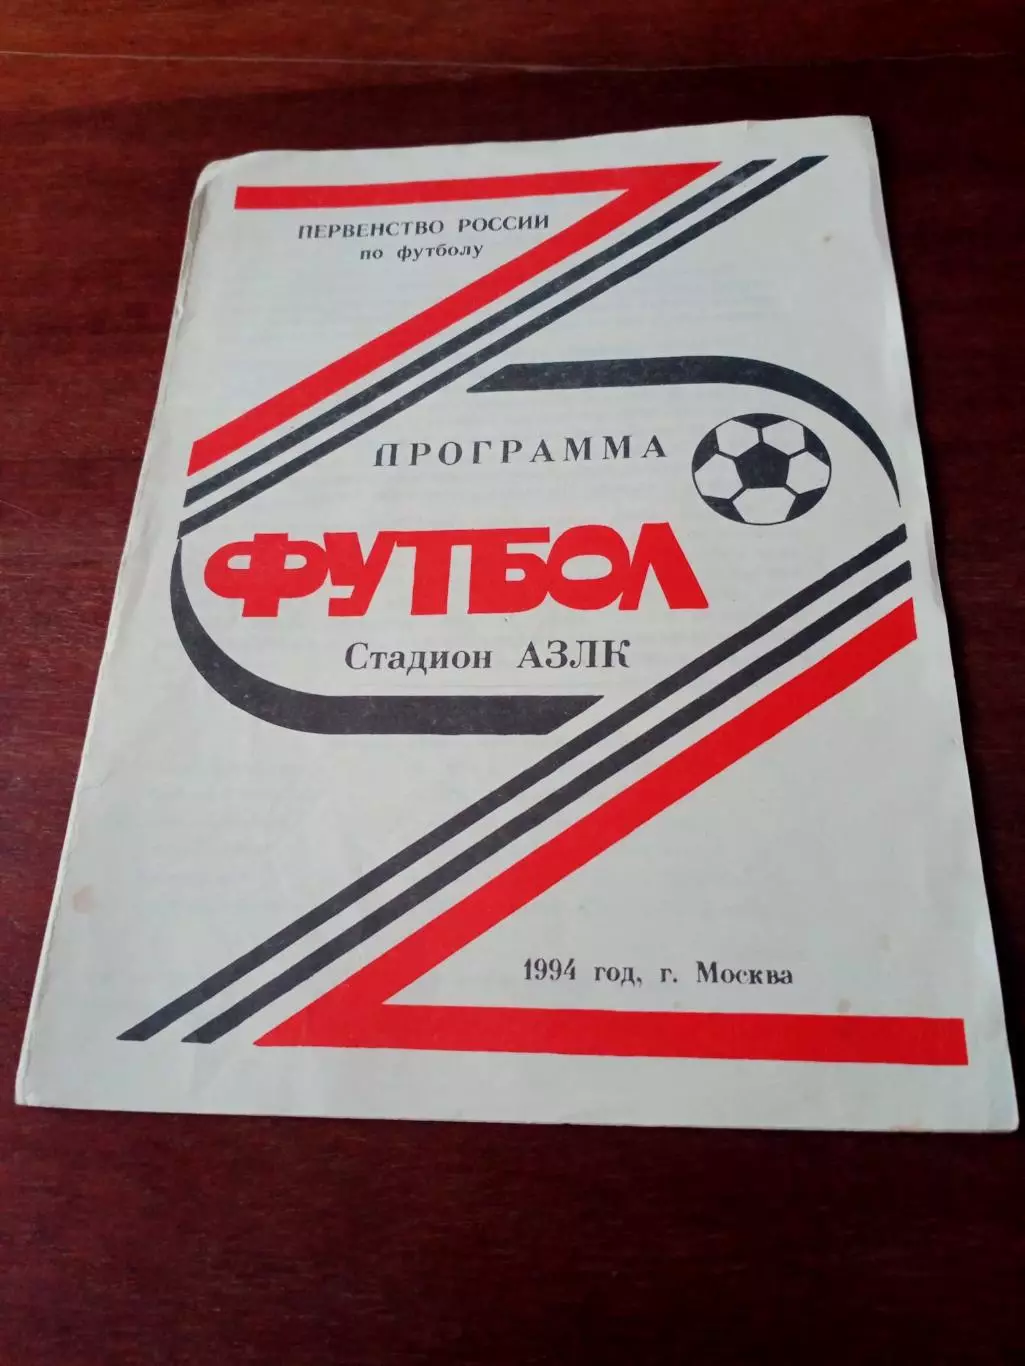 ПЕРВЕНСТВО РОССИИ
по футболу
ПРОГРАММА
ФУТБОЛ
Стадион АЗЛК
1994 год, г. Москва